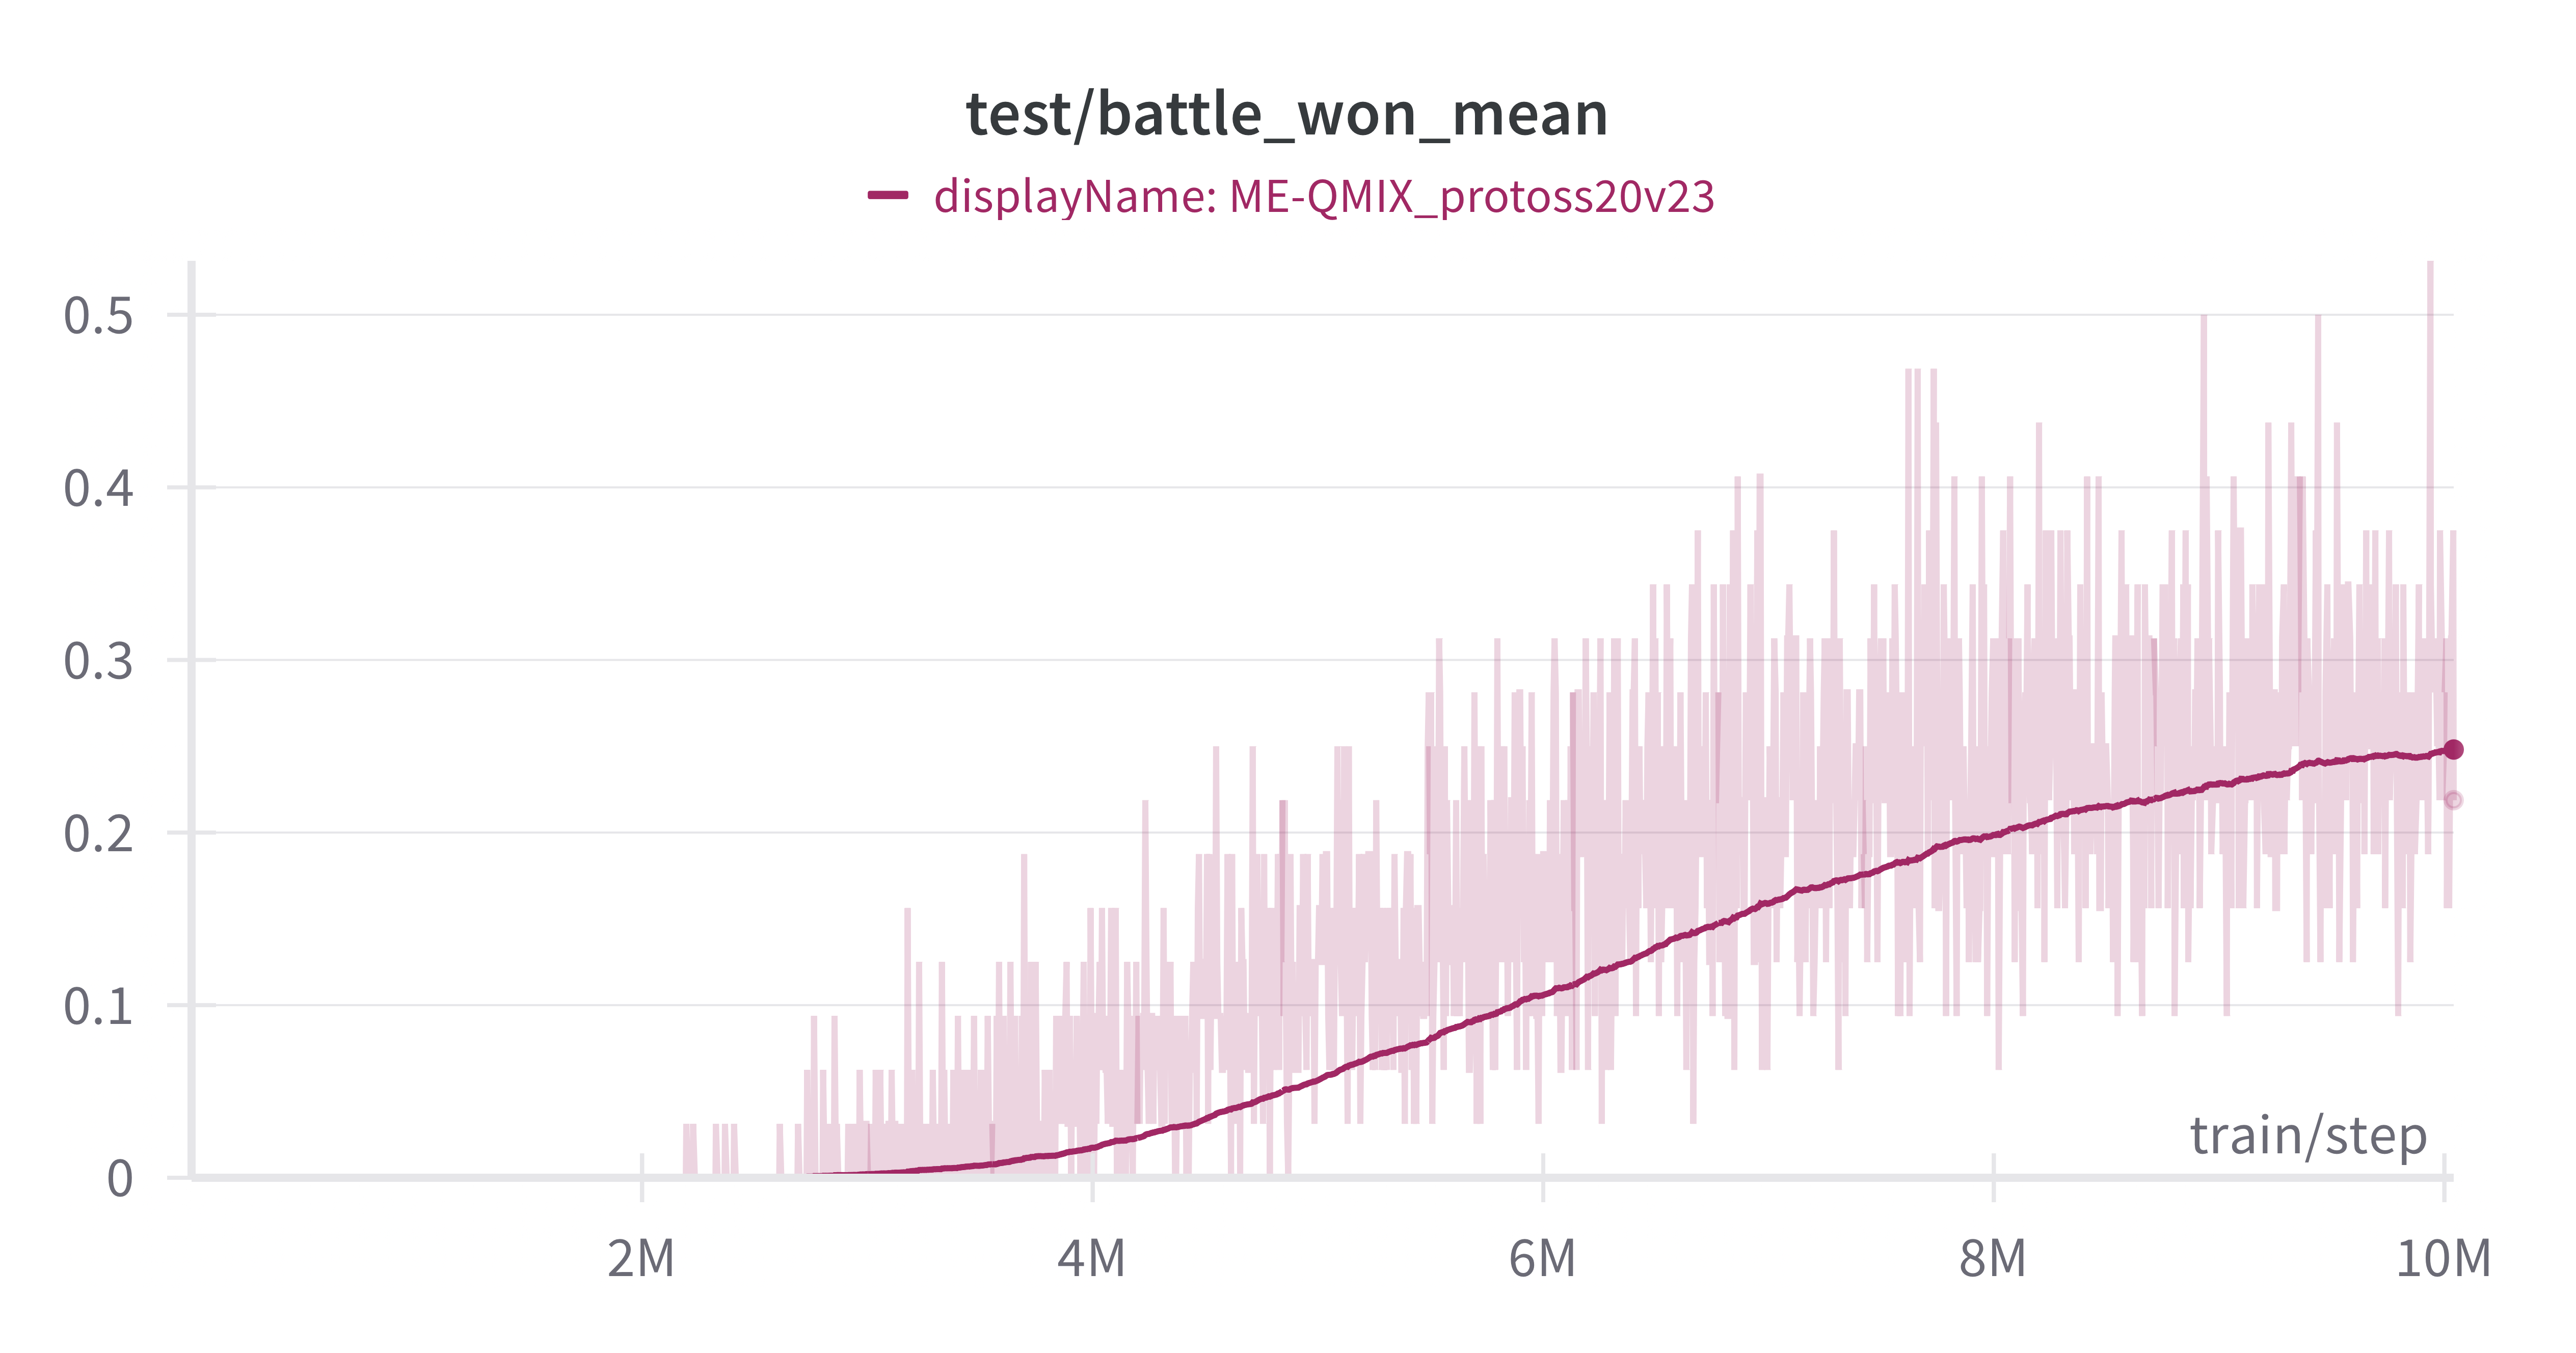 test/battle_won_mean
displayName: ME-QMIX_protoss20v23
0.5
0.4
0.3
0.2
0.1
0
train/step
2M 4M 6M 8M 10M